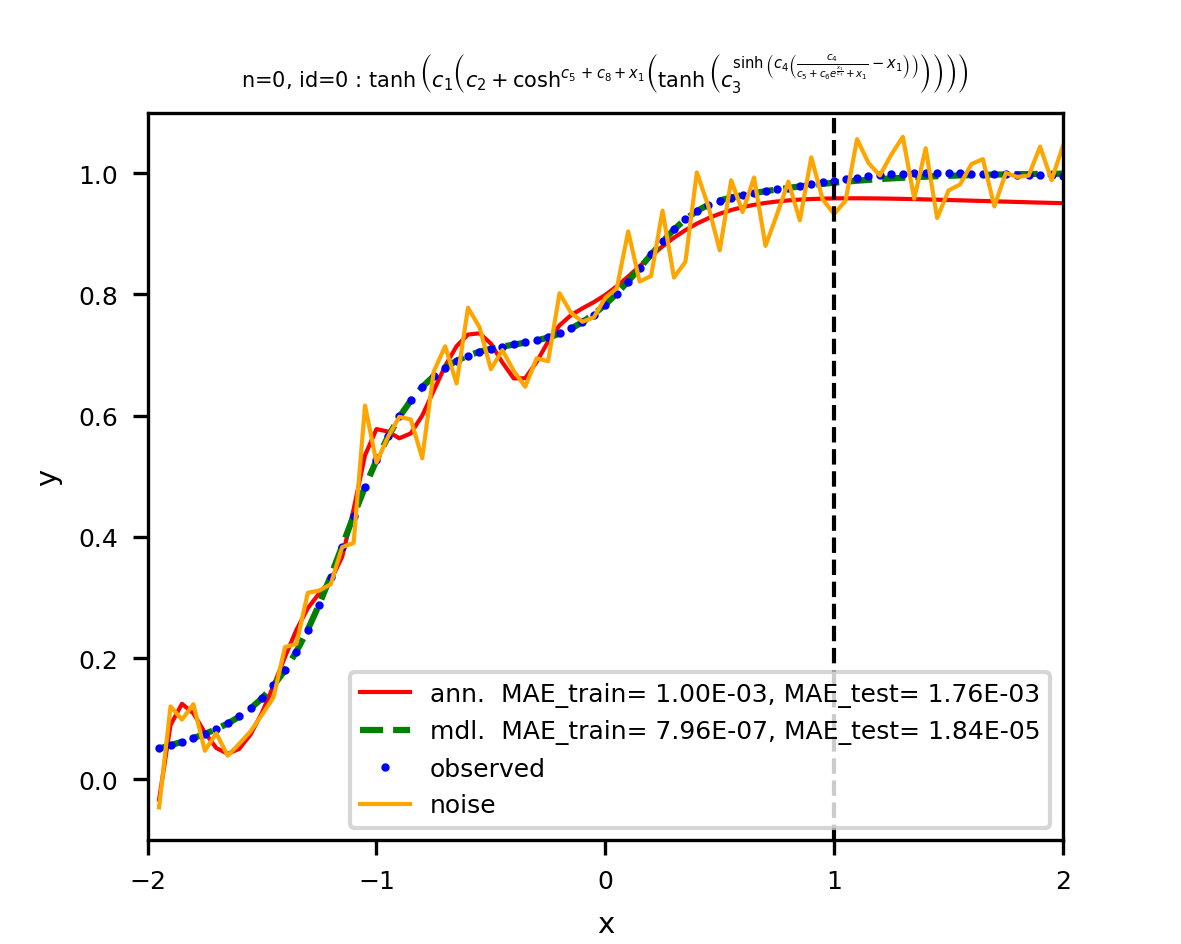 n=0, id=0 : tanh(c₁(c₂ + cosh^(c₅ + c₈ + x₁)(tanh(c₃^(sinh(c₄(c₄/(c₅ + c₆e^… + x₁) − x₁)))))))
1.0
0.8
0.6
0.4
0.2
0.0
y
ann. MAE_train= 1.00E-03, MAE_test= 1.76E-03
mdl. MAE_train= 7.96E-07, MAE_test= 1.84E-05
observed
noise
−2 −1 0 1 2
x